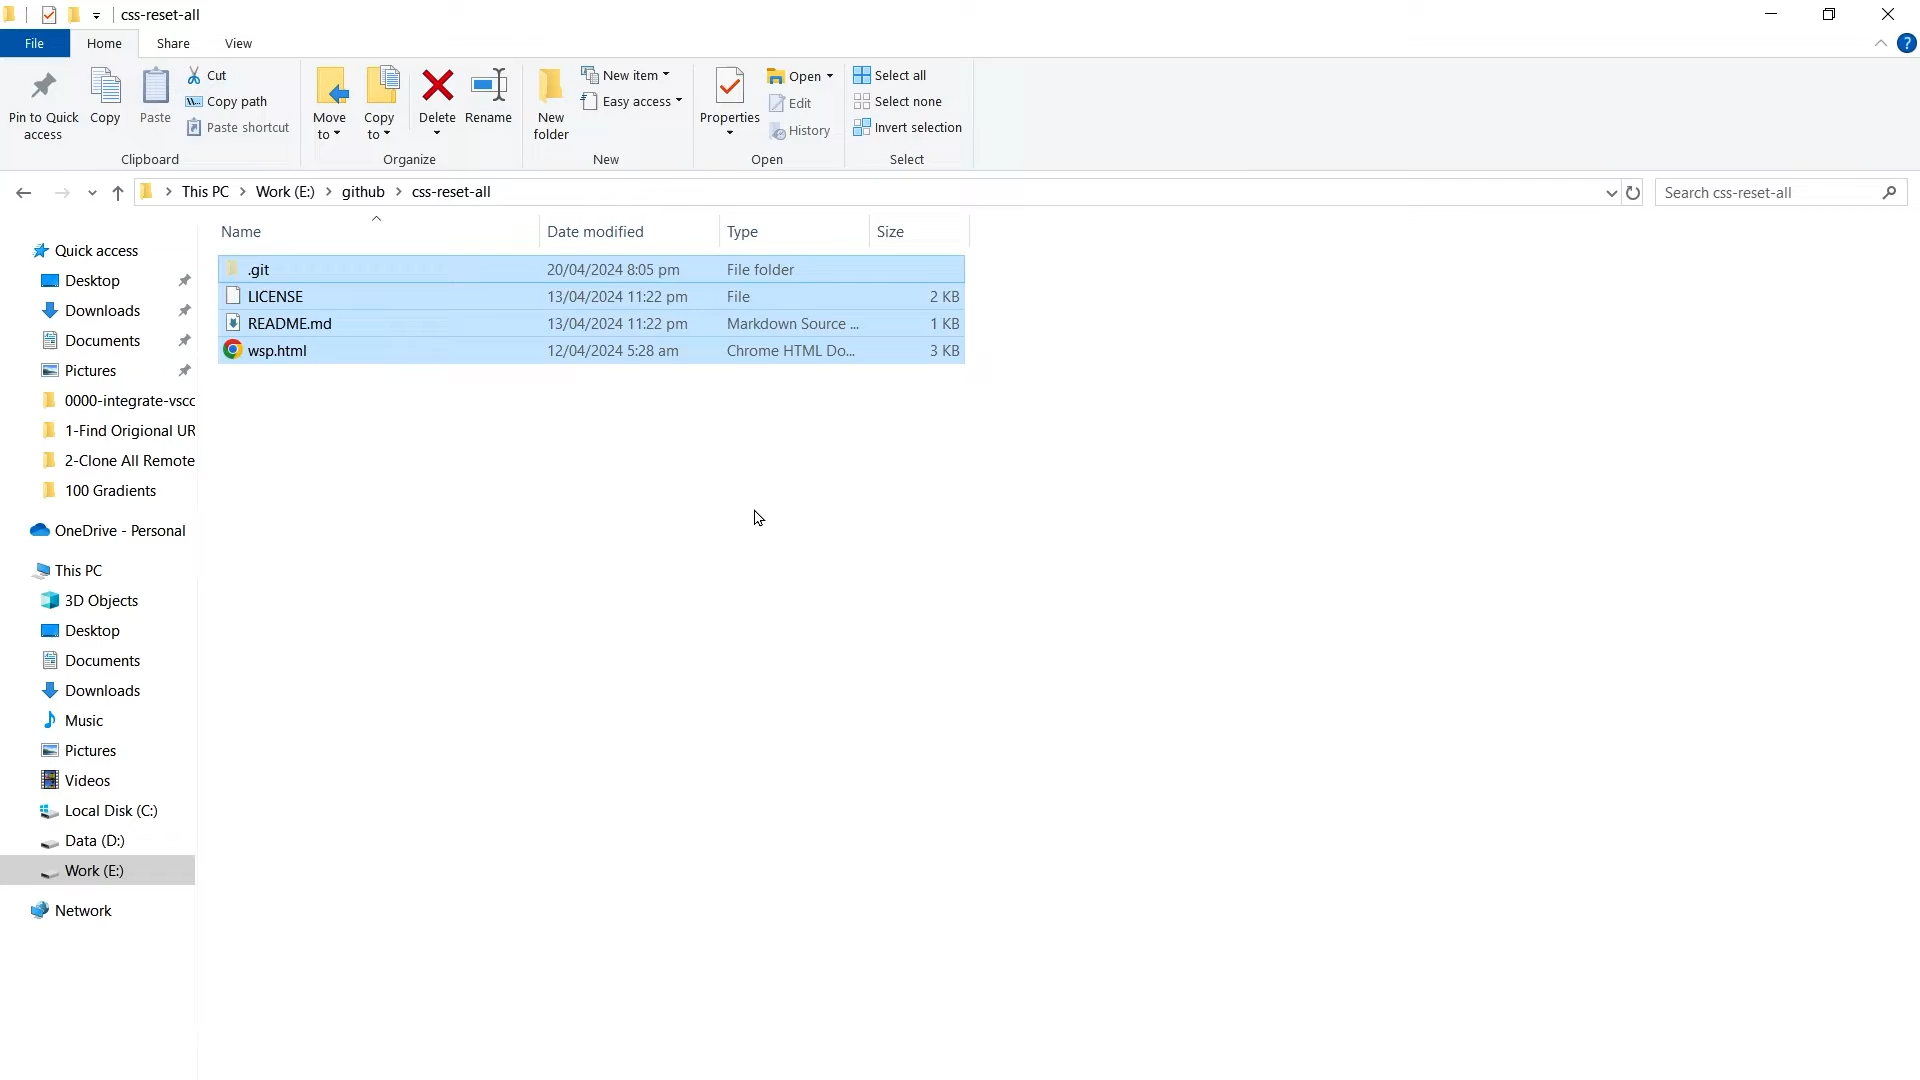 css-reset-all
File Home Share View
Pin to Quick access
Copy
Paste
Cut
Copy path
Paste shortcut
Clipboard
Move to
Copy to
Delete
Rename
Organize
New folder
New item
Easy access
New
Properties
Open
Edit
History
Open
Select all
Select none
Invert selection
Select
This PC > Work (E:) > github > css-reset-all
Search css-reset-all
Name Date modified Type Size
.git 20/04/2024 8:05 pm File folder
LICENSE 13/04/2024 11:22 pm File 2 KB
README.md 13/04/2024 11:22 pm Markdown Source ... 1 KB
wsp.html 12/04/2024 5:28 am Chrome HTML Do... 3 KB
Quick access
Desktop
Downloads
Documents
Pictures
0000-integrate-vscc
1-Find Origional UR
2-Clone All Remote
100 Gradients
OneDrive - Personal
This PC
3D Objects
Desktop
Documents
Downloads
Music
Pictures
Videos
Local Disk (C:)
Data (D:)
Work (E:)
Network